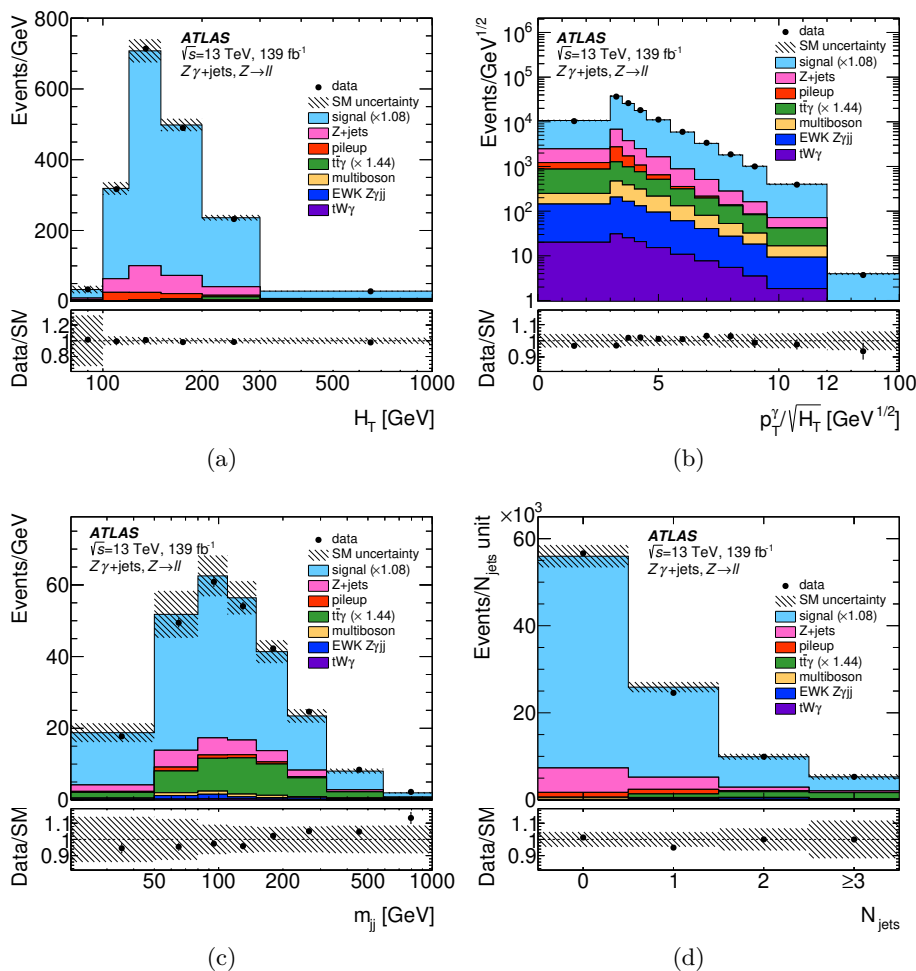 ATLAS
√s=13 TeV, 139 fb⁻¹
Zγ+jets, Z→ll
data
SM uncertainty
signal (×1.08)
Z+jets
pileup
tt̄γ (× 1.44)
multiboson
EWK Zγjj
tWγ
Events/GeV
800
600
400
200
0
Data/SM
1.2
1
0.8
100 200 300 1000
H_T [GeV]
(a)
ATLAS
√s=13 TeV, 139 fb⁻¹
Zγ+jets, Z→ll
data
SM uncertainty
signal (×1.08)
Z+jets
pileup
tt̄γ (× 1.44)
multiboson
EWK Zγjj
tWγ
Events/GeV^1/2
10⁶
10⁵
10⁴
10³
10²
10
1
Data/SM
1.1
1
0.9
0 5 10 12 100
p_T^γ/√H_T [GeV^1/2]
(b)
ATLAS
√s=13 TeV, 139 fb⁻¹
Zγ+jets, Z→ll
data
SM uncertainty
signal (×1.08)
Z+jets
pileup
tt̄γ (× 1.44)
multiboson
EWK Zγjj
tWγ
Events/GeV
80
60
40
20
0
Data/SM
1.1
1
0.9
50 100 200 1000
m_jj [GeV]
(c)
×10³
ATLAS
√s=13 TeV, 139 fb⁻¹
Zγ+jets, Z→ll
data
SM uncertainty
signal (×1.08)
Z+jets
pileup
tt̄γ (× 1.44)
multiboson
EWK Zγjj
tWγ
Events/N_jets unit
60
40
20
0
Data/SM
1.1
1
0.9
0 1 2 ≥3
N_jets
(d)